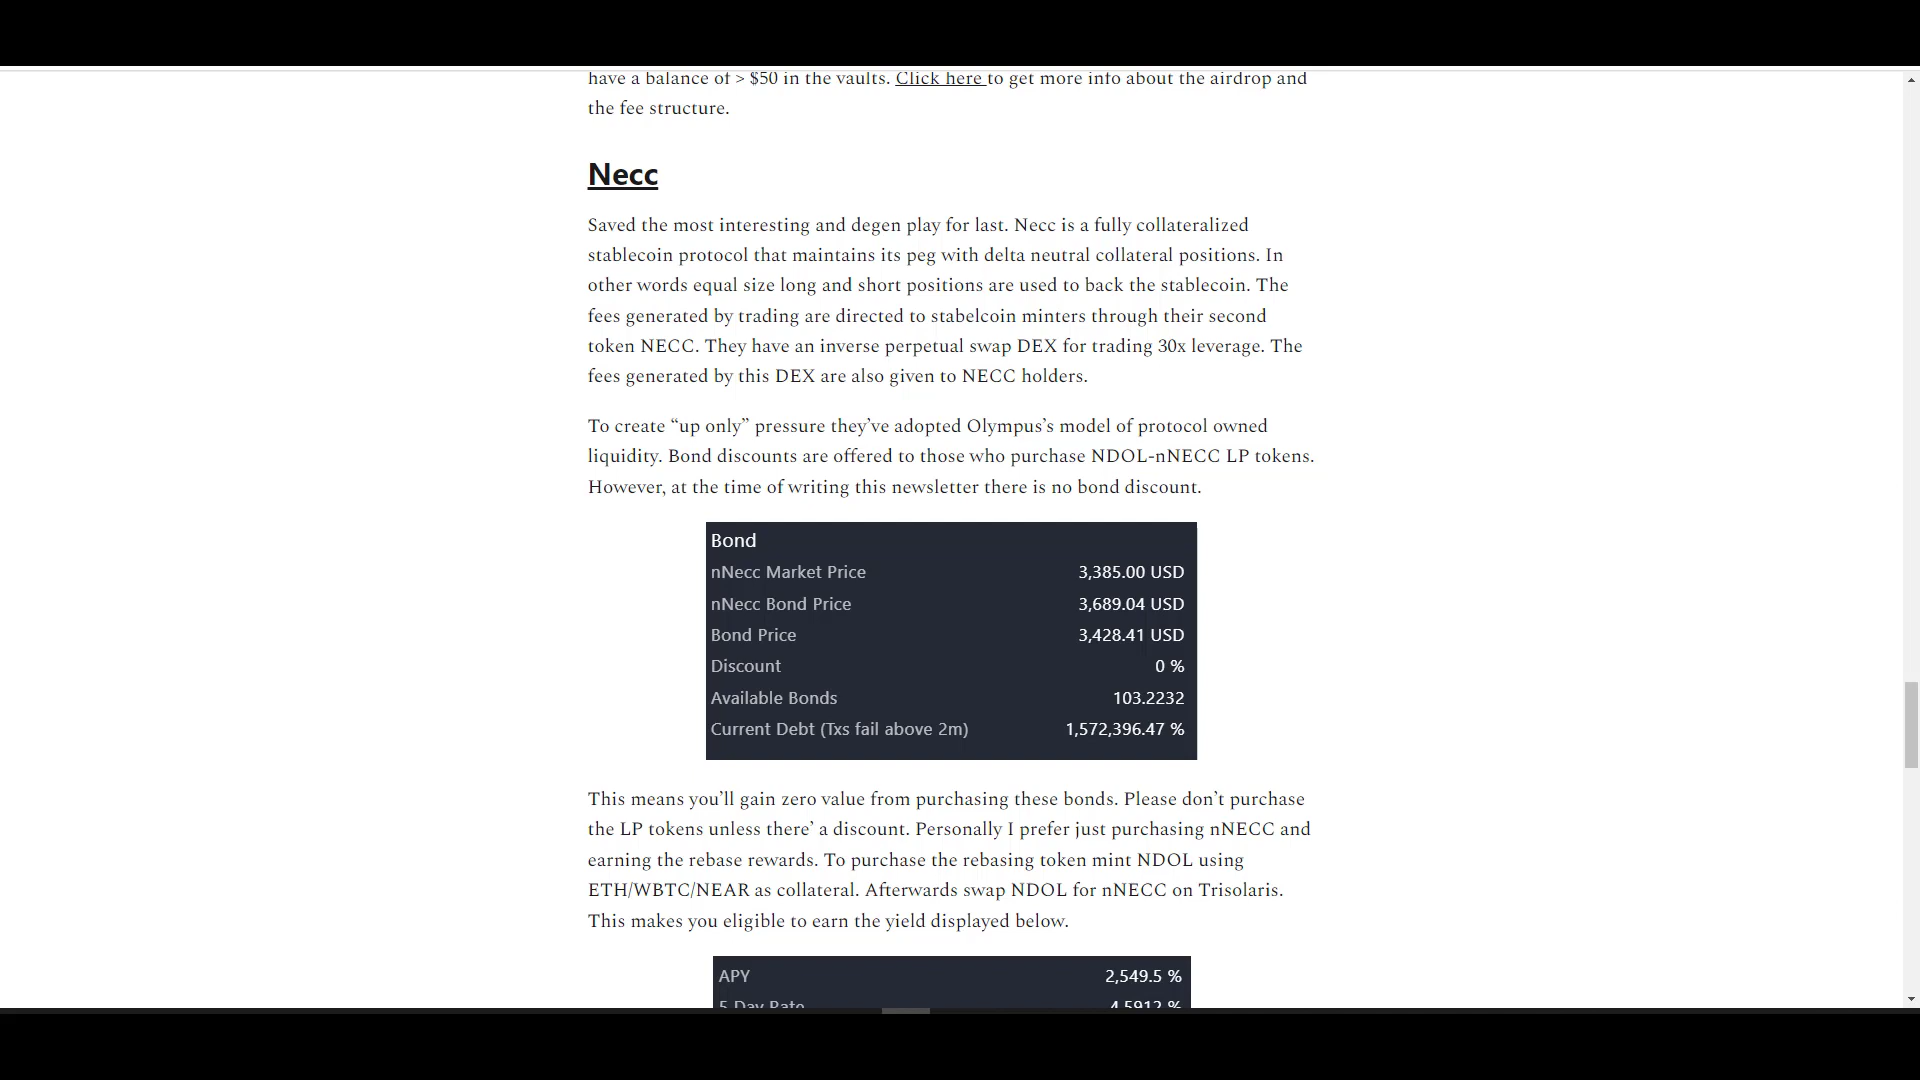 have a balance of > $50 in the vaults. Click here to get more info about the airdrop and
the fee structure.
Necc
Saved the most interesting and degen play for last. Necc is a fully collateralized
stablecoin protocol that maintains its peg with delta neutral collateral positions. In
other words equal size long and short positions are used to back the stablecoin. The
fees generated by trading are directed to stabelcoin minters through their second
token NECC. They have an inverse perpetual swap DEX for trading 30x leverage. The
fees generated by this DEX are also given to NECC holders.
To create “up only” pressure they’ve adopted Olympus’s model of protocol owned
liquidity. Bond discounts are offered to those who purchase NDOL-nNECC LP tokens.
However, at the time of writing this newsletter there is no bond discount.
Bond
nNecc Market Price 3,385.00 USD
nNecc Bond Price 3,689.04 USD
Bond Price 3,428.41 USD
Discount 0 %
Available Bonds 103.2232
Current Debt (Txs fail above 2m) 1,572,396.47 %
This means you’ll gain zero value from purchasing these bonds. Please don’t purchase
the LP tokens unless there’ a discount. Personally I prefer just purchasing nNECC and
earning the rebase rewards. To purchase the rebasing token mint NDOL using
ETH/WBTC/NEAR as collateral. Afterwards swap NDOL for nNECC on Trisolaris.
This makes you eligible to earn the yield displayed below.
APY 2,549.5 %
5 Day Rate 4.5912 %